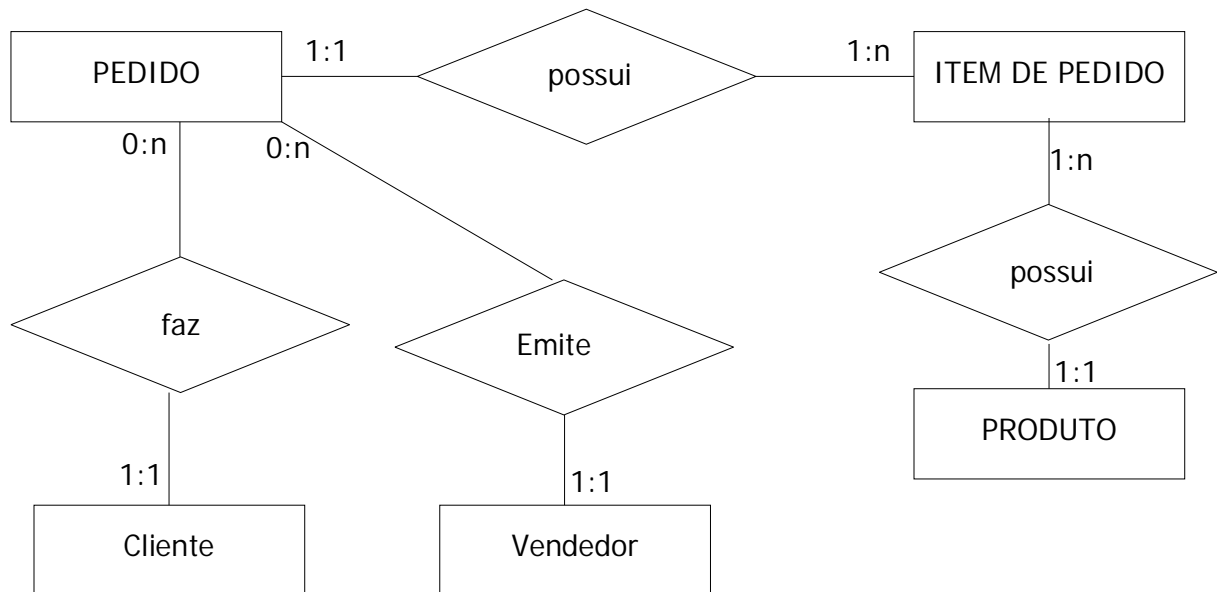 PEDIDO
1:1
possui
1:n
ITEM DE PEDIDO
0:n
0:n
1:n
possui
faz
Emite
1:1
PRODUTO
1:1
1:1
Cliente
Vendedor